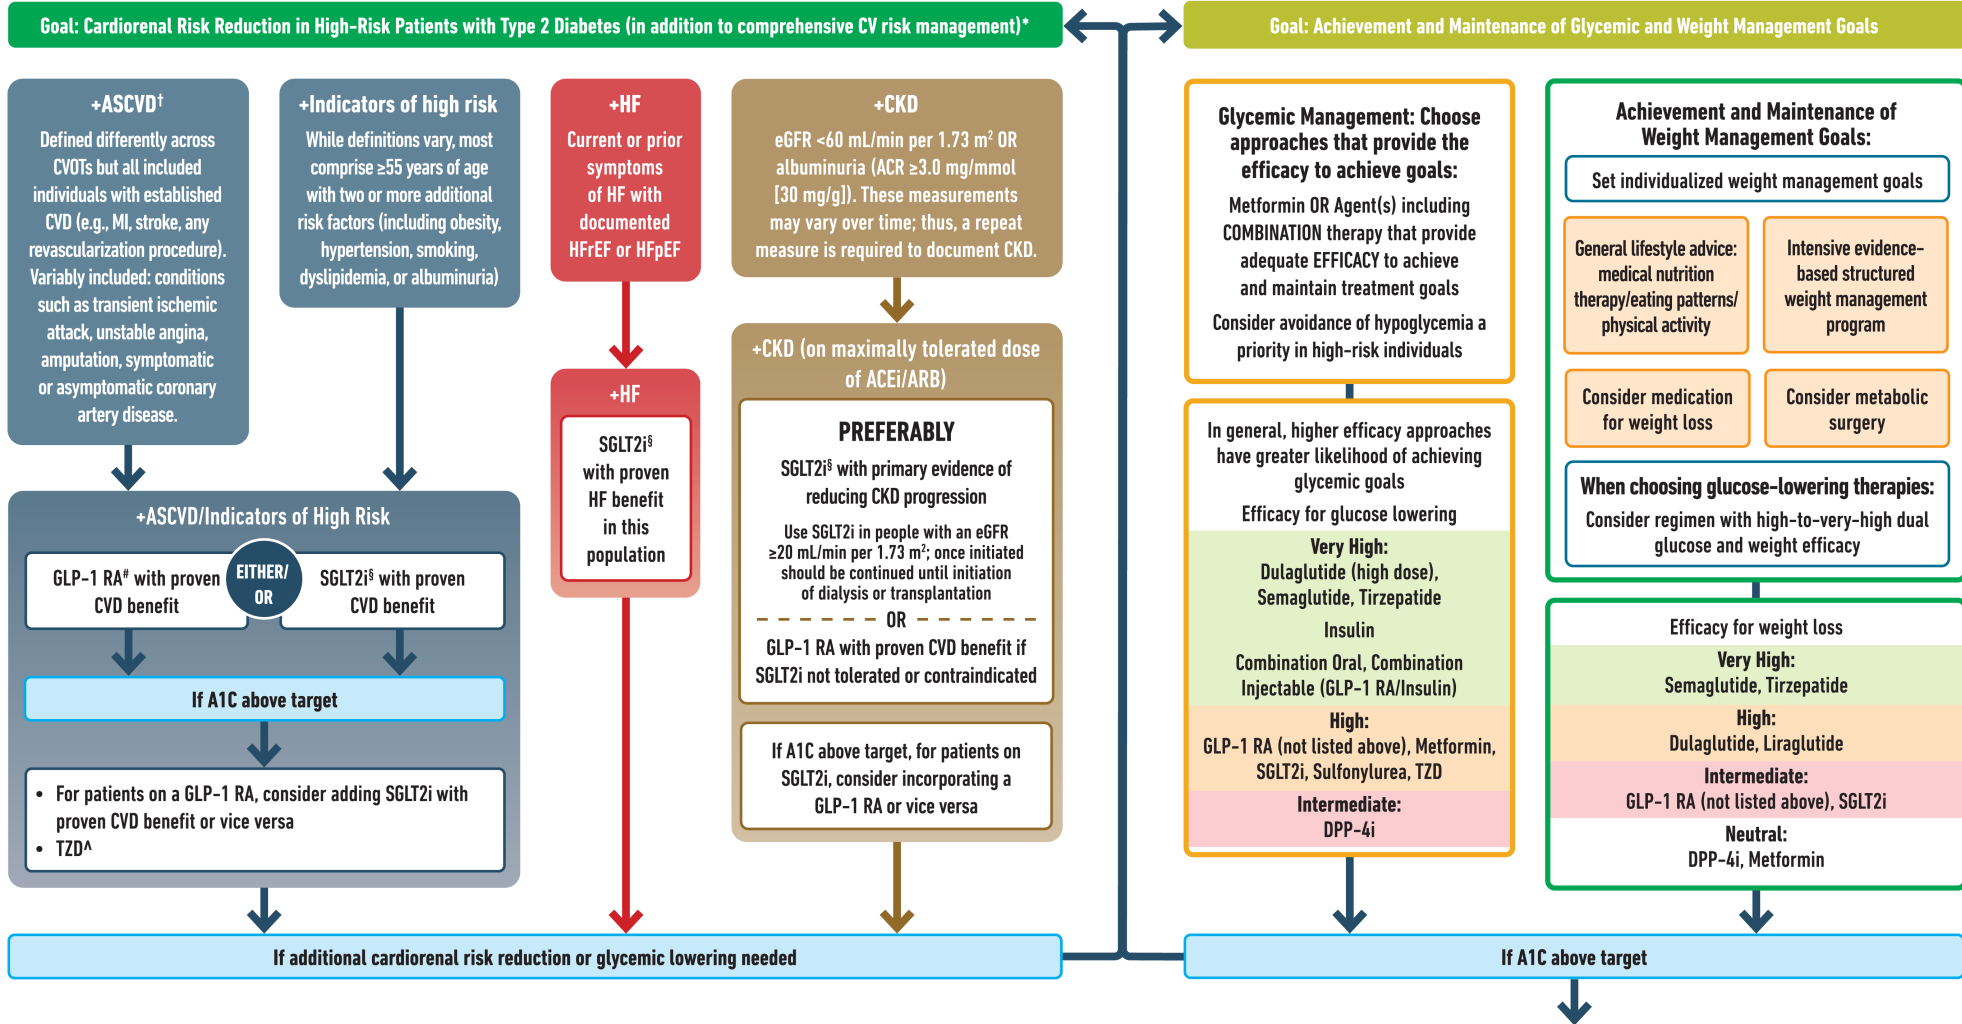 Goal: Cardiorenal Risk Reduction in High-Risk Patients with Type 2 Diabetes (in addition to comprehensive CV risk management)*
Goal: Achievement and Maintenance of Glycemic and Weight Management Goals
+ASCVD†
Defined differently across
CVOTs but all included
individuals with established
CVD (e.g., MI, stroke, any
revascularization procedure).
Variably included: conditions
such as transient ischemic
attack, unstable angina,
amputation, symptomatic
or asymptomatic coronary
artery disease.
+Indicators of high risk
While definitions vary, most
comprise ≥55 years of age
with two or more additional
risk factors (including obesity,
hypertension, smoking,
dyslipidemia, or albuminuria)
+ASCVD/Indicators of High Risk
GLP-1 RA# with proven
CVD benefit
EITHER/
OR
SGLT2i§ with proven
CVD benefit
If A1C above target
• For patients on a GLP-1 RA, consider adding SGLT2i with
proven CVD benefit or vice versa
• TZD^
+HF
Current or prior
symptoms
of HF with
documented
HFrEF or HFpEF
+HF
SGLT2i§
with proven
HF benefit
in this
population
+CKD
eGFR <60 mL/min per 1.73 m² OR
albuminuria (ACR ≥3.0 mg/mmol
[30 mg/g]). These measurements
may vary over time; thus, a repeat
measure is required to document CKD.
+CKD (on maximally tolerated dose
of ACEi/ARB)
PREFERABLY
SGLT2i§ with primary evidence of
reducing CKD progression
Use SGLT2i in people with an eGFR
≥20 mL/min per 1.73 m²; once initiated
should be continued until initiation
of dialysis or transplantation
OR
GLP-1 RA with proven CVD benefit if
SGLT2i not tolerated or contraindicated
If A1C above target, for patients on
SGLT2i, consider incorporating a
GLP-1 RA or vice versa
If additional cardiorenal risk reduction or glycemic lowering needed
Glycemic Management: Choose
approaches that provide the
efficacy to achieve goals:
Metformin OR Agent(s) including
COMBINATION therapy that provide
adequate EFFICACY to achieve
and maintain treatment goals
Consider avoidance of hypoglycemia a
priority in high-risk individuals
In general, higher efficacy approaches
have greater likelihood of achieving
glycemic goals
Efficacy for glucose lowering
Very High:
Dulaglutide (high dose),
Semaglutide, Tirzepatide
Insulin
Combination Oral, Combination
Injectable (GLP-1 RA/Insulin)
High:
GLP-1 RA (not listed above), Metformin,
SGLT2i, Sulfonylurea, TZD
Intermediate:
DPP-4i
Achievement and Maintenance of
Weight Management Goals:
Set individualized weight management goals
General lifestyle advice:
medical nutrition
therapy/eating patterns/
physical activity
Intensive evidence-
based structured
weight management
program
Consider medication
for weight loss
Consider metabolic
surgery
When choosing glucose-lowering therapies:
Consider regimen with high-to-very-high dual
glucose and weight efficacy
Efficacy for weight loss
Very High:
Semaglutide, Tirzepatide
High:
Dulaglutide, Liraglutide
Intermediate:
GLP-1 RA (not listed above), SGLT2i
Neutral:
DPP-4i, Metformin
If A1C above target